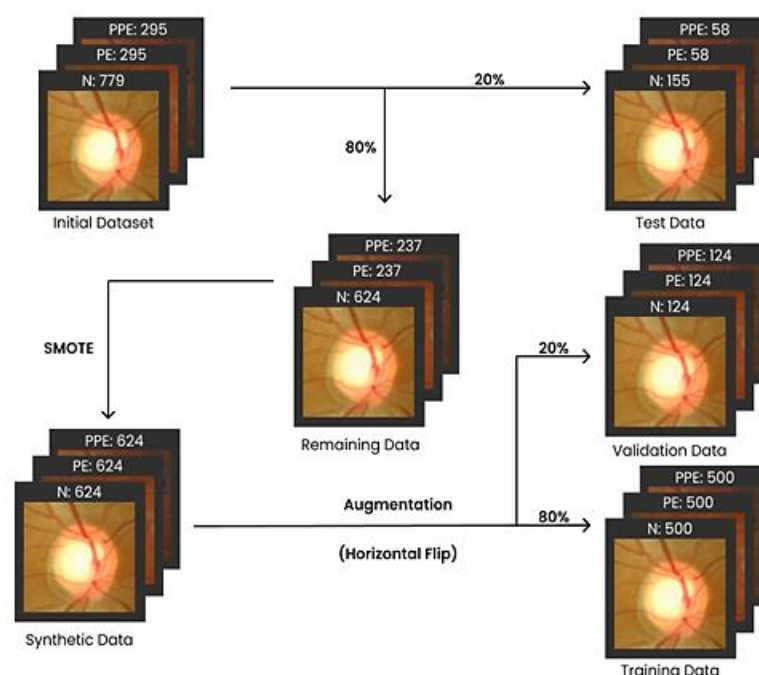 PPE: 295
PE: 295
N: 779
Initial Dataset
20%
80%
PPE: 58
PE: 58
N: 155
Test Data
PPE: 237
PE: 237
N: 624
Remaining Data
SMOTE
PPE: 624
PE: 624
N: 624
Synthetic Data
Augmentation
(Horizontal Flip)
20%
80%
PPE: 124
PE: 124
N: 124
Validation Data
PPE: 500
PE: 500
N: 500
Training Data